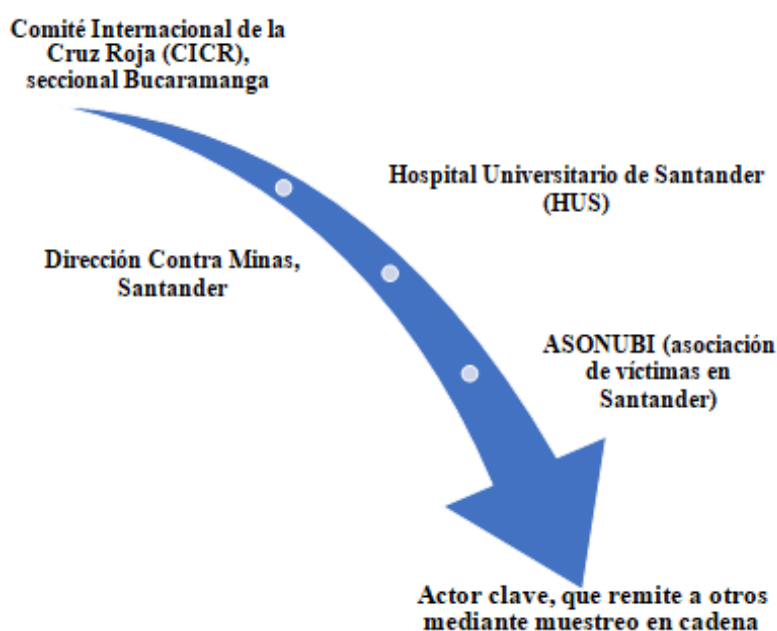 Comité Internacional de la
Cruz Roja (CICR),
seccional Bucaramanga
Hospital Universitario de Santander
(HUS)
Dirección Contra Minas,
Santander
ASONUBI (asociación
de víctimas en
Santander)
Actor clave, que remite a otros
mediante muestreo en cadena